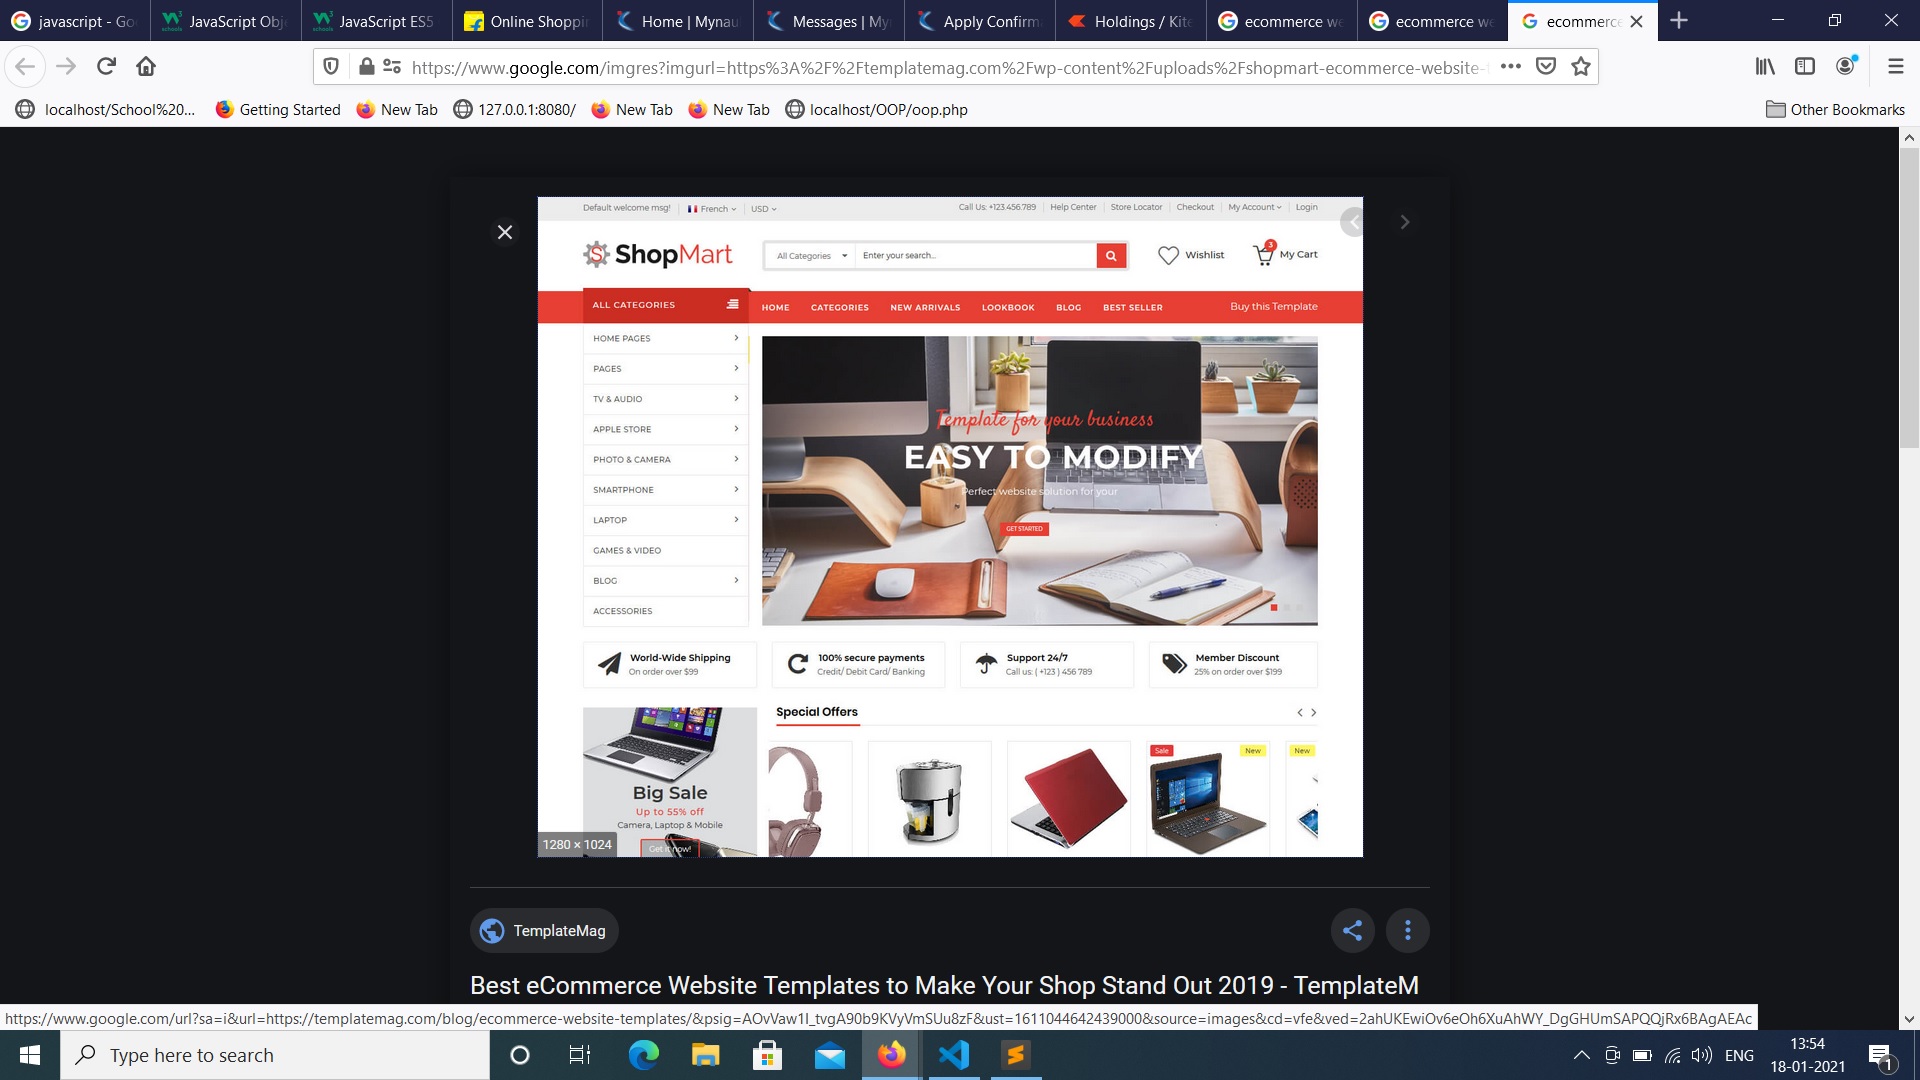 javascript - Go
JavaScript Obj
JavaScript ES5
Online Shoppin
Home | Mynau
Messages | My
Apply Confirm
Holdings / Kite
ecommerce we
ecommerce we
ecommerce
https://www.google.com/imgres?imgurl=https%3A%2F%2Ftemplatemag.com%2Fwp-content%2Fuploads%2Fshopmart-ecommerce-website-t
localhost/School%20...
Getting Started
New Tab
127.0.0.1:8080/
New Tab
New Tab
localhost/OOP/oop.php
Other Bookmarks
Default welcome msg!
French
USD
Call Us: +123.456.789
Help Center
Store Locator
Checkout
My Account
Login
ShopMart
All Categories
Enter your search...
Wishlist
3
My Cart
ALL CATEGORIES
HOME
CATEGORIES
NEW ARRIVALS
LOOKBOOK
BLOG
BEST SELLER
Buy this Template
HOME PAGES
PAGES
TV & AUDIO
APPLE STORE
PHOTO & CAMERA
SMARTPHONE
LAPTOP
GAMES & VIDEO
BLOG
ACCESSORIES
Template for your business
EASY TO MODIFY
Perfect website solution for your
GET STARTED
World-Wide Shipping
On order over $99
100% secure payments
Credit/ Debit Card/ Banking
Support 24/7
Call us: ( +123 ) 456 789
Member Discount
25% on order over $199
Big Sale
Up to 55% off
Camera, Laptop & Mobile
Get it now!
Special Offers
Sale
New
New
1280 × 1024
TemplateMag
Best eCommerce Website Templates to Make Your Shop Stand Out 2019 - TemplateM
https://www.google.com/url?sa=i&url=https://templatemag.com/blog/ecommerce-website-templates/&psig=AOvVaw1l_tvgA90b9KVyVmSUu8zF&ust=1611044642439000&source=images&cd=vfe&ved=2ahUKEwiOv6eOh6XuAhWY_DgGHUmSAPQQjRx6BAgAEAc
Type here to search
ENG
13:54
18-01-2021
1